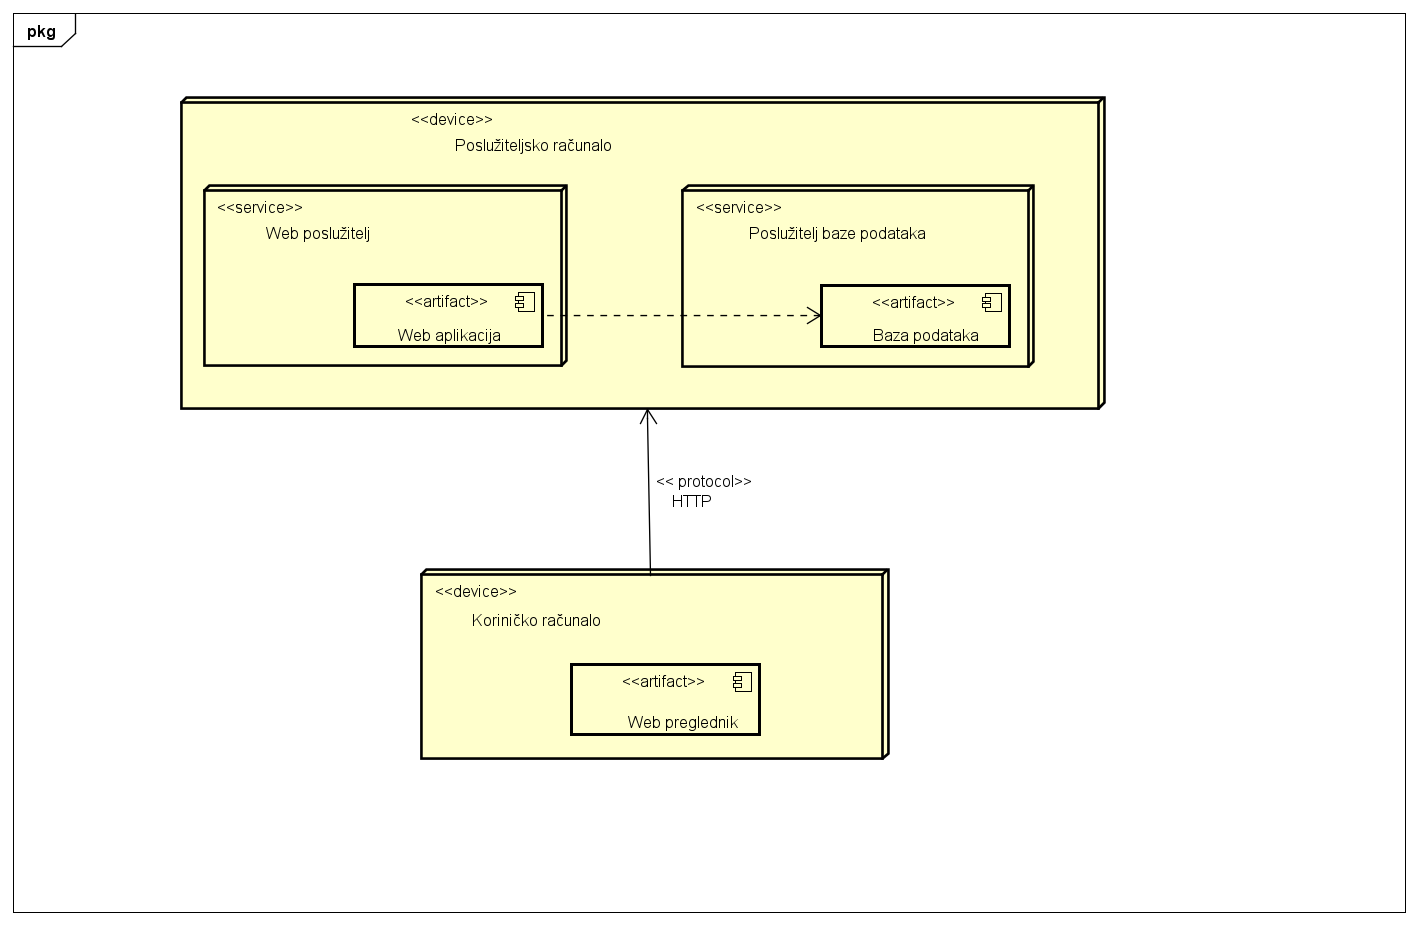 pkg
<<device>>
Poslužiteljsko računalo
<<service>>
Web poslužitelj
<<artifact>>
Web aplikacija
<<service>>
Poslužitelj baze podataka
<<artifact>>
Baza podataka
<< protocol>>
HTTP
<<device>>
Koriničko računalo
<<artifact>>
Web preglednik